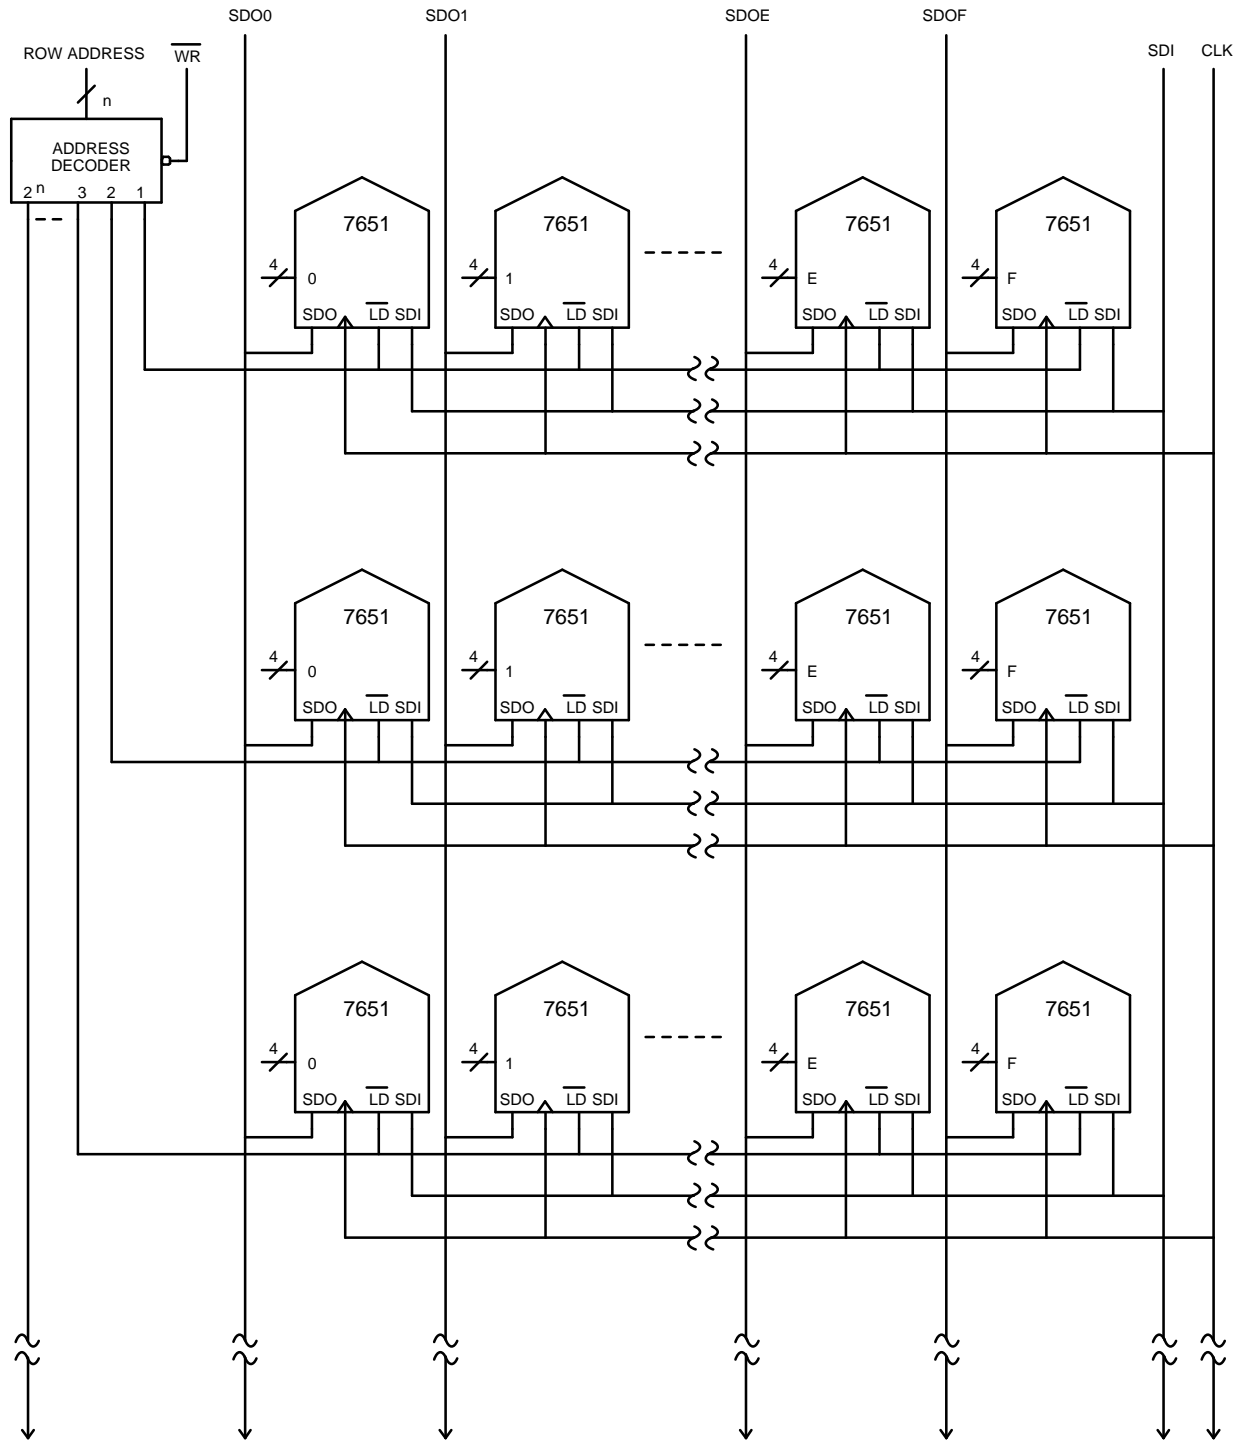 SDO0 SDO1 SDOE SDOF
ROW ADDRESS WR SDI CLK
n
ADDRESS
DECODER
2n 3 2 1
7651 7651 7651 7651
4 0 4 1 4 E 4 F
SDO LD SDI SDO LD SDI SDO LD SDI SDO LD SDI
7651 7651 7651 7651
4 0 4 1 4 E 4 F
SDO LD SDI SDO LD SDI SDO LD SDI SDO LD SDI
7651 7651 7651 7651
4 0 4 1 4 E 4 F
SDO LD SDI SDO LD SDI SDO LD SDI SDO LD SDI